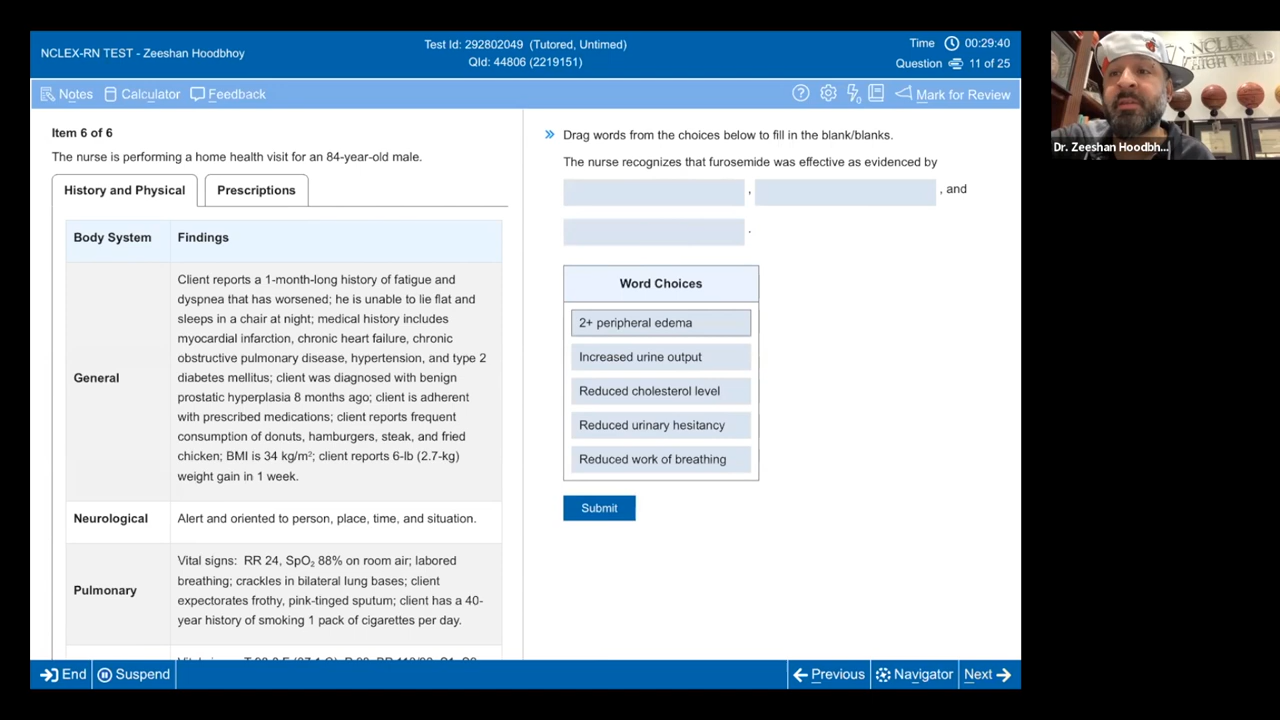 NCLEX-RN TEST - Zeeshan Hoodbhoy
Test Id: 292802049 (Tutored, Untimed)
QId: 44806 (2219151)
Time 00:29:40
Question 11 of 25
Notes Calculator Feedback
Mark for Review
Item 6 of 6
The nurse is performing a home health visit for an 84-year-old male.
History and Physical
Prescriptions
Body System
Findings
General
Client reports a 1-month-long history of fatigue and
dyspnea that has worsened; he is unable to lie flat and
sleeps in a chair at night; medical history includes
myocardial infarction, chronic heart failure, chronic
obstructive pulmonary disease, hypertension, and type 2
diabetes mellitus; client was diagnosed with benign
prostatic hyperplasia 8 months ago; client is adherent
with prescribed medications; client reports frequent
consumption of donuts, hamburgers, steak, and fried
chicken; BMI is 34 kg/m²; client reports 6-lb (2.7-kg)
weight gain in 1 week.
Neurological
Alert and oriented to person, place, time, and situation.
Pulmonary
Vital signs: RR 24, SpO₂ 88% on room air; labored
breathing; crackles in bilateral lung bases; client
expectorates frothy, pink-tinged sputum; client has a 40-
year history of smoking 1 pack of cigarettes per day.
» Drag words from the choices below to fill in the blank/blanks.
The nurse recognizes that furosemide was effective as evidenced by
, , and
.
Word Choices
2+ peripheral edema
Increased urine output
Reduced cholesterol level
Reduced urinary hesitancy
Reduced work of breathing
Submit
End
Suspend
Previous
Navigator
Next
NCLEX
HIGH YIELD
Dr. Zeeshan Hoodbh...